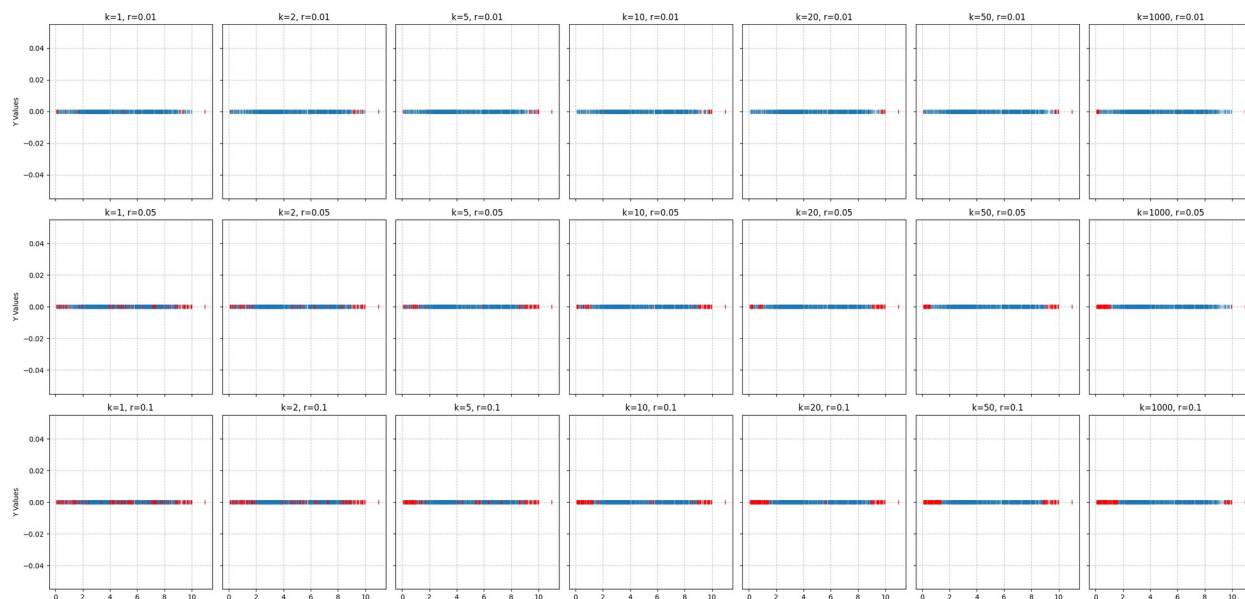 k=1, r=0.01 k=2, r=0.01 k=5, r=0.01 k=10, r=0.01 k=20, r=0.01 k=50, r=0.01 k=1000, r=0.01
0.04
0.02
Y Values
0.00
−0.02
−0.04
k=1, r=0.05 k=2, r=0.05 k=5, r=0.05 k=10, r=0.05 k=20, r=0.05 k=50, r=0.05 k=1000, r=0.05
0.04
0.02
Y Values
0.00
−0.02
−0.04
k=1, r=0.1 k=2, r=0.1 k=5, r=0.1 k=10, r=0.1 k=20, r=0.1 k=50, r=0.1 k=1000, r=0.1
0.04
0.02
Y Values
0.00
−0.02
−0.04
0 2 4 6 8 10 0 2 4 6 8 10 0 2 4 6 8 10 0 2 4 6 8 10 0 2 4 6 8 10 0 2 4 6 8 10 0 2 4 6 8 10